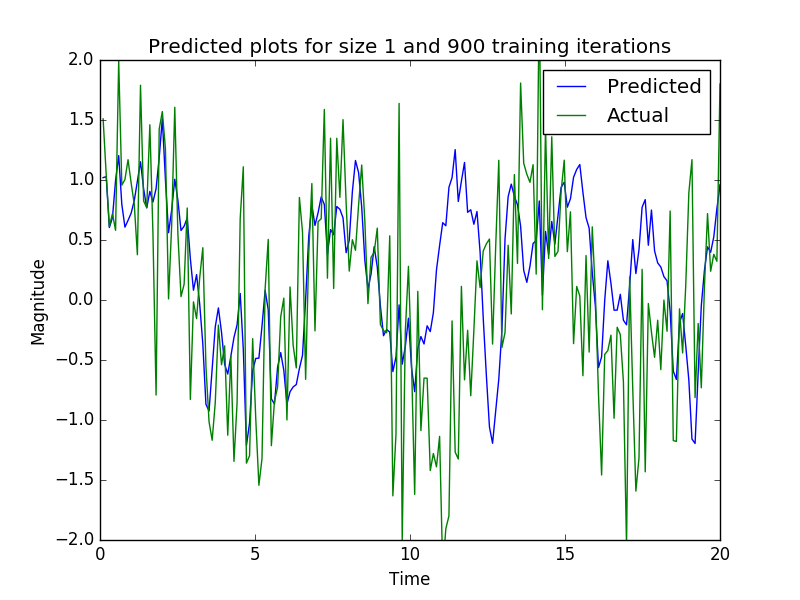 Predicted plots for size 1 and 900 training iterations
Predicted
Actual
2.0
1.5
1.0
0.5
0.0
−0.5
−1.0
−1.5
−2.0
Magnitude
0 5 10 15 20
Time